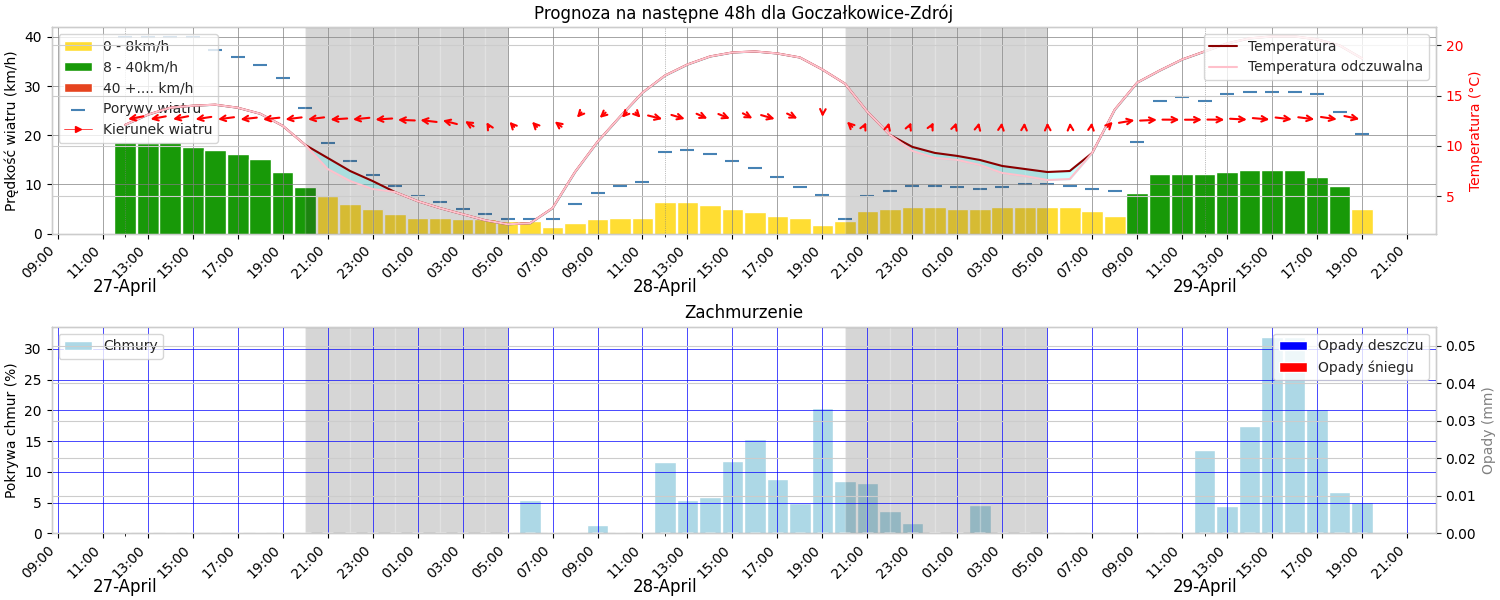 Prognoza na następne 48h dla Goczałkowice-Zdrój
Prędkość wiatru (km/h)
40
30
20
10
0
0 - 8km/h
8 - 40km/h
40 +.... km/h
Porywy wiatru
Kierunek wiatru
Temperatura
Temperatura odczuwalna
20
15
10
5
Temperatura (°C)
09:00 11:00 13:00 15:00 17:00 19:00 21:00 23:00 01:00 03:00 05:00 07:00 09:00 11:00 13:00 15:00 17:00 19:00 21:00 23:00 01:00 03:00 05:00 07:00 09:00 11:00 13:00 15:00 17:00 19:00 21:00
27-April 28-April 29-April
Zachmurzenie
Pokrywa chmur (%)
30
25
20
15
10
5
0
Chmury
Opady deszczu
Opady śniegu
0.05
0.04
0.03
0.02
0.01
0.00
Opady (mm)
09:00 11:00 13:00 15:00 17:00 19:00 21:00 23:00 01:00 03:00 05:00 07:00 09:00 11:00 13:00 15:00 17:00 19:00 21:00 23:00 01:00 03:00 05:00 07:00 09:00 11:00 13:00 15:00 17:00 19:00 21:00
27-April 28-April 29-April